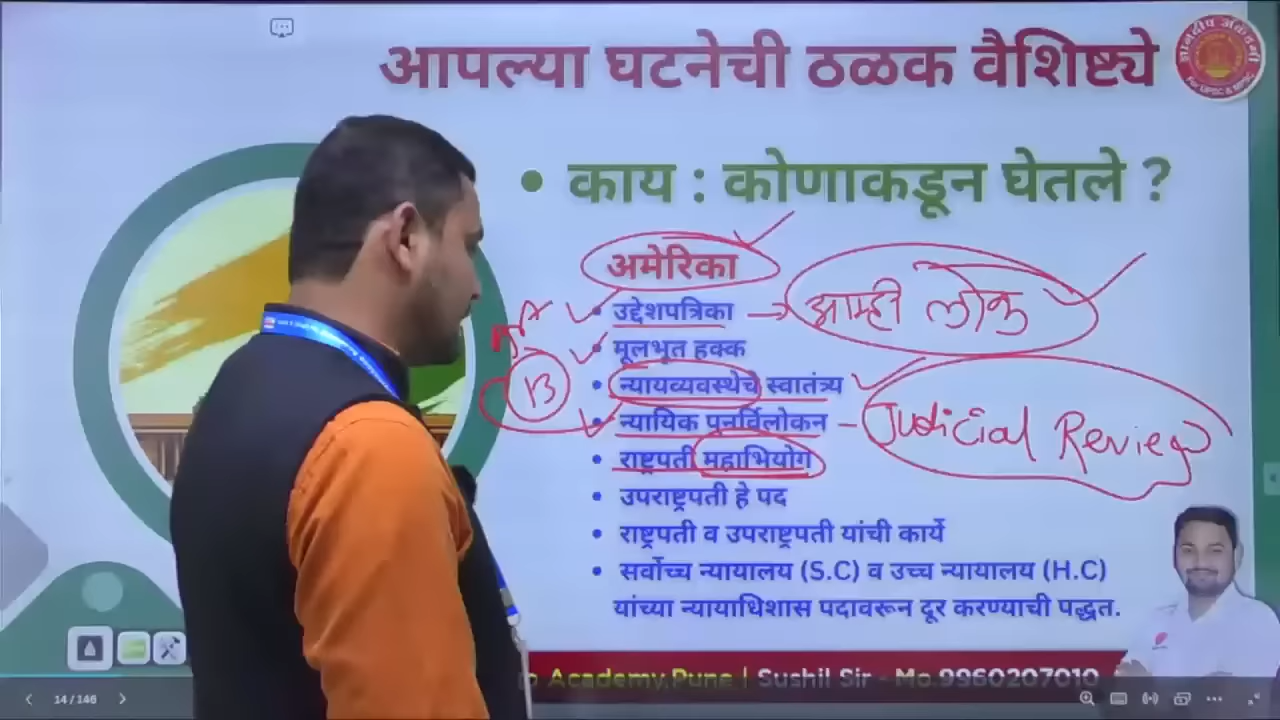 आपल्या घटनेची ठळक वैशिष्ट्ये
• काय : कोणाकडून घेतले ?
अमेरिका
• उद्देशपत्रिका → आम्ही लोक
• मूलभूत हक्क
• न्यायव्यवस्थेचे स्वातंत्र्य
13
• न्यायिक पुनर्विलोकन – Judicial Review
• राष्ट्रपती महाभियोग
• उपराष्ट्रपती हे पद
• राष्ट्रपती व उपराष्ट्रपती यांची कार्ये
• सर्वोच्च न्यायालय (S.C) व उच्च न्यायालय (H.C)
यांच्या न्यायाधिशास पदावरून दूर करण्याची पद्धत.
Academy,Pune | Sushil Sir - Mo.9960207010
14 / 146